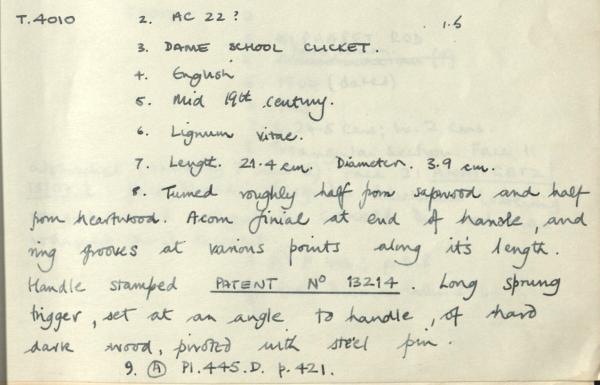 T.4010 2. AC 22? 1.6
3. DAME SCHOOL CLICKET.
4. English
5. Mid 19th century.
6. Lignum vitae.
7. Length. 21.4 cm. Diameter. 3.9 cm.
8. Turned roughly half from sapwood and half
from heartwood. Acorn finial at end of handle, and
ring grooves at various points along it's length.
Handle stamped PATENT No 13214. Long sprung
trigger, set at an angle to handle, of hard
dark wood, pivoted with steel pin.
9. (A) Pl.445.D. p.421.